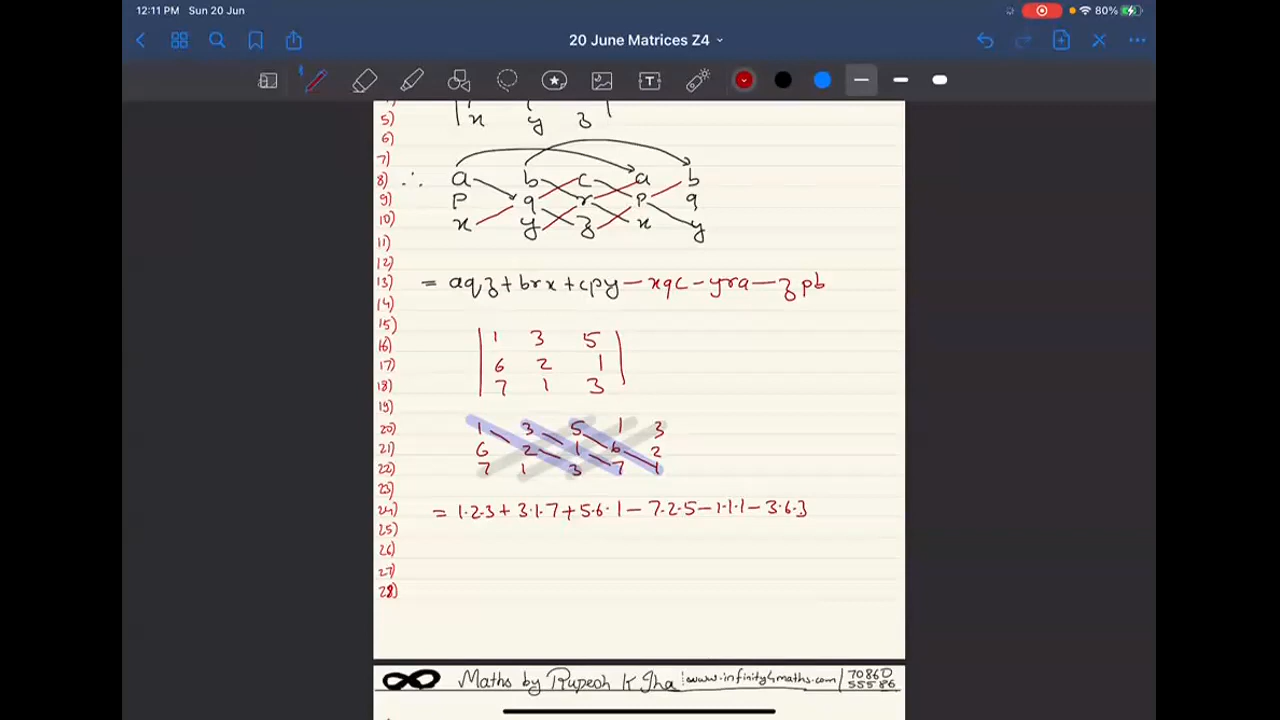 12:11 PM Sun 20 Jun 80%
20 June Matrices Z4
T
5) x y z
6)
7)
8) ∴ a b c a b
9) p q r p q
10) x y z x y
11)
12)
13) = aqz + brx + cpy - xqc - yra - zpb
14)
15)
16) 1 3 5
17) 6 2 1
18) 7 1 3
19)
20) 1 3 5 1 3
21) 6 2 1 6 2
22) 7 1 3 7 1
23)
24) = 1·2·3 + 3·1·7 + 5·6·1 - 7·2·5 - 1·1·1 - 3·6·3
25)
26)
27)
28)
∞ Maths by Rupesh K Jha www.infinity4maths.com / 70860 55586